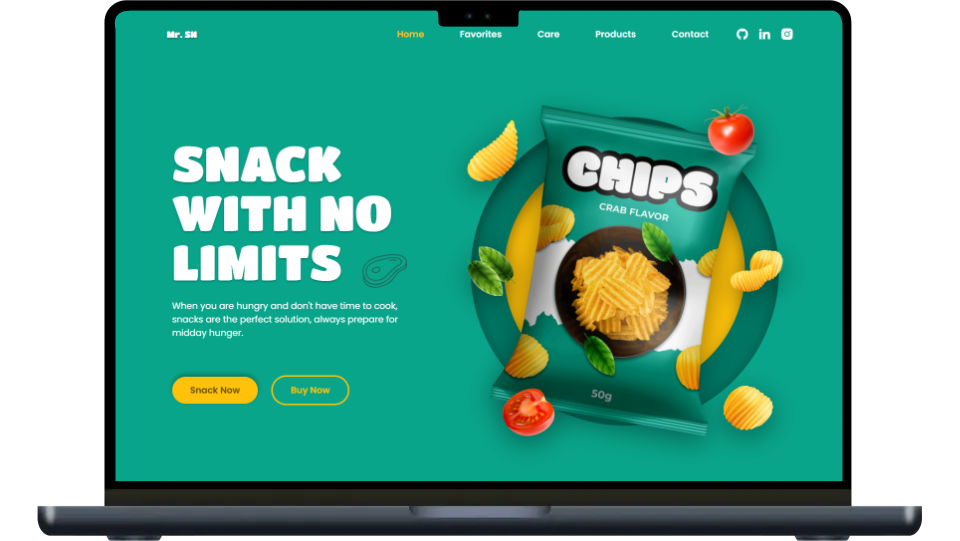 Mr. SN
Home Favorites Care Products Contact
SNACK
WITH NO
LIMITS
When you are hungry and don't have time to cook,
snacks are the perfect solution, always prepare for
midday hunger.
Snack Now Buy Now
CHIPS
CRAB FLAVOR
50g